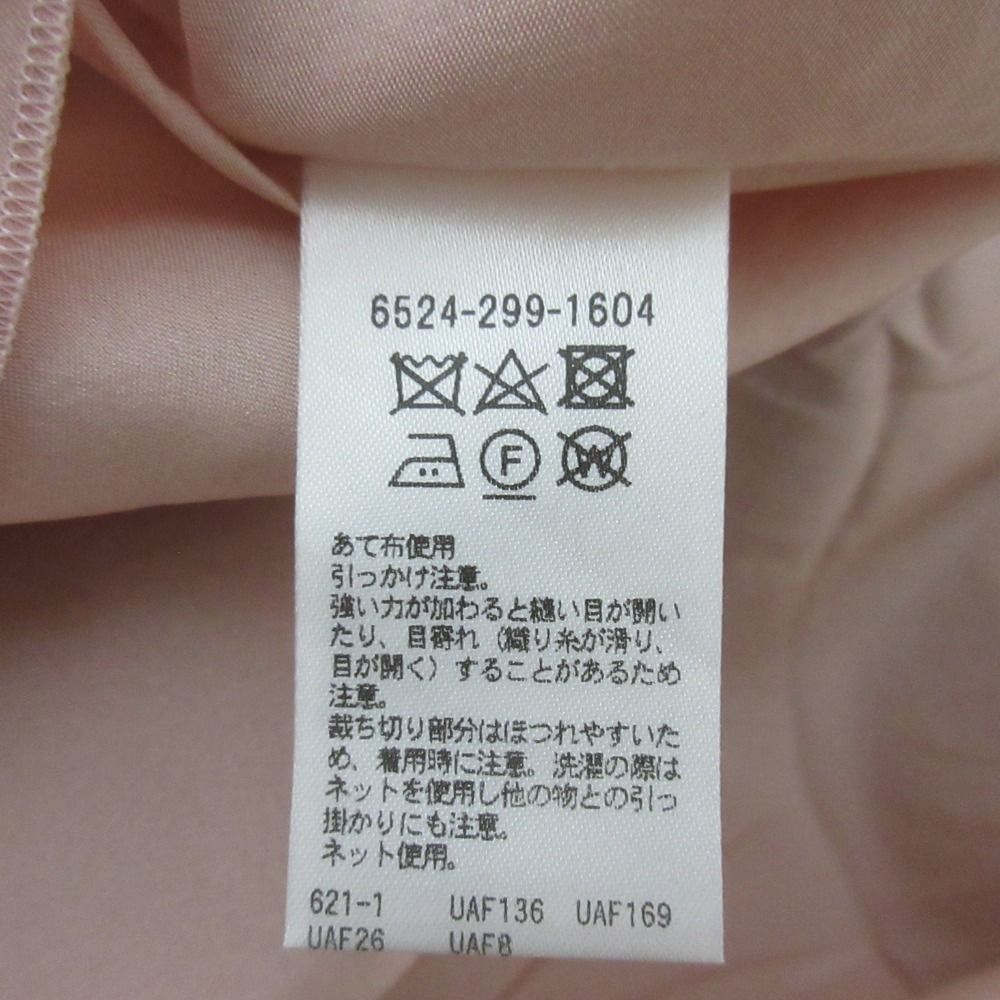 6524-299-1604
F
W
あて布使用
引っかけ注意。
強い力が加わると縫い目が開い
たり、目寄れ（織り糸が滑り、
目が開く）することがあるため
注意。
裁ち切り部分はほつれやすいた
め、着用時に注意。洗濯の際は
ネットを使用し他の物との引っ
掛かりにも注意。
ネット使用。
621-1 UAF136 UAF169
UAF26 UAF8